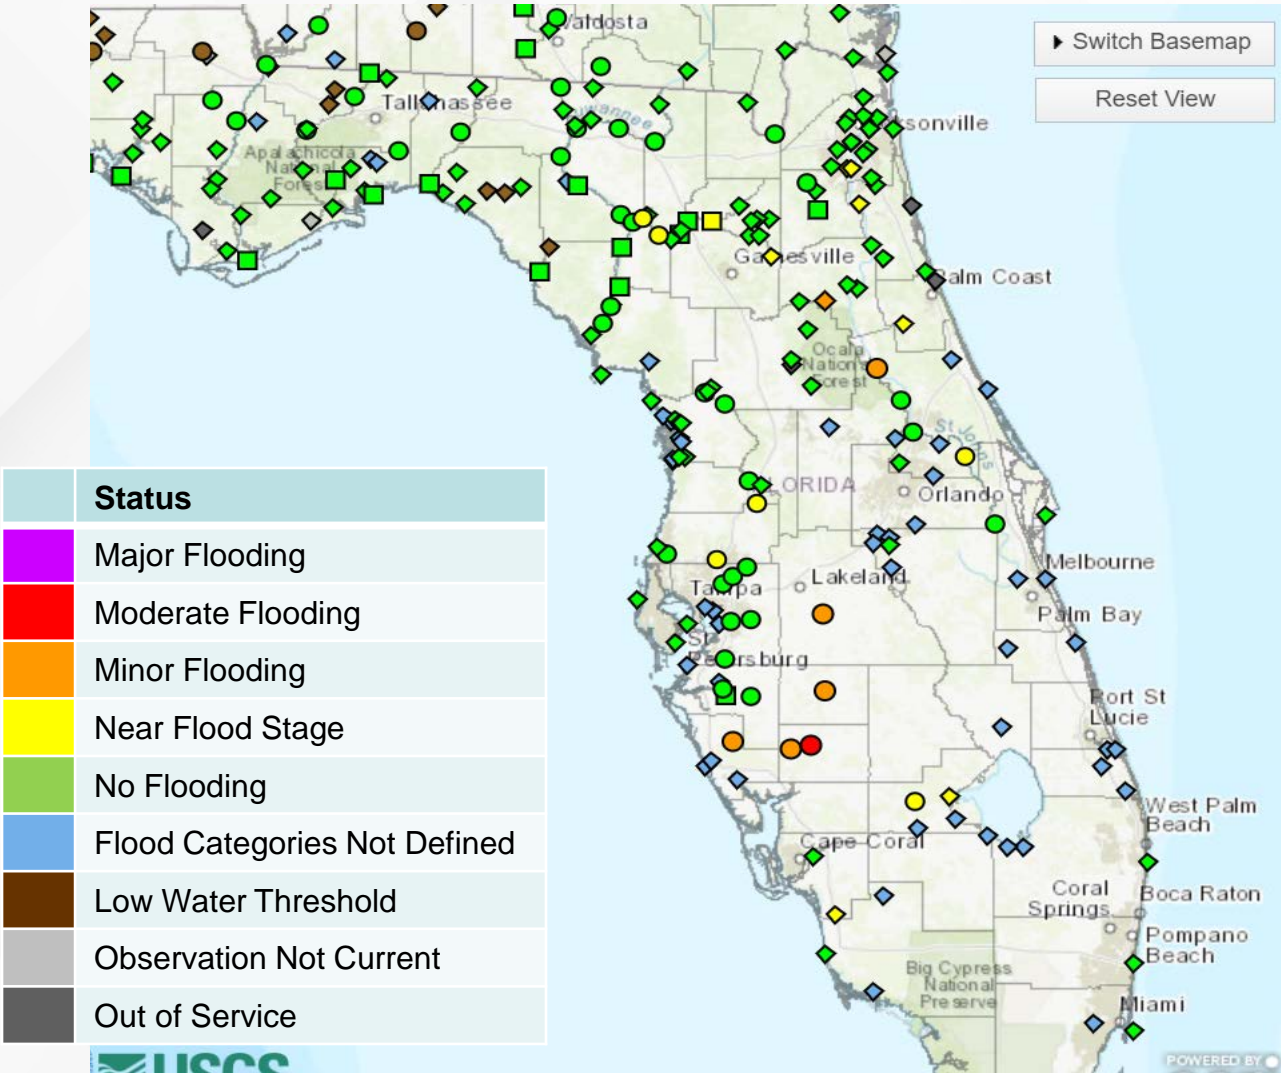 Valdosta
Switch Basemap
Reset View
Tallahassee
Suwannee
Jacksonville
Apalachicola
National
Forest
Gainesville
Palm Coast
Ocala
National
Forest
St Johns
FLORIDA
Orlando
Melbourne
Lakeland
Tampa
Palm Bay
St
Petersburg
Port St
Lucie
West Palm
Beach
Cape Coral
Coral
Springs
Boca Raton
Pompano
Beach
Big Cypress
National
Preserve
Miami
POWERED BY
Status
Major Flooding
Moderate Flooding
Minor Flooding
Near Flood Stage
No Flooding
Flood Categories Not Defined
Low Water Threshold
Observation Not Current
Out of Service
USGS